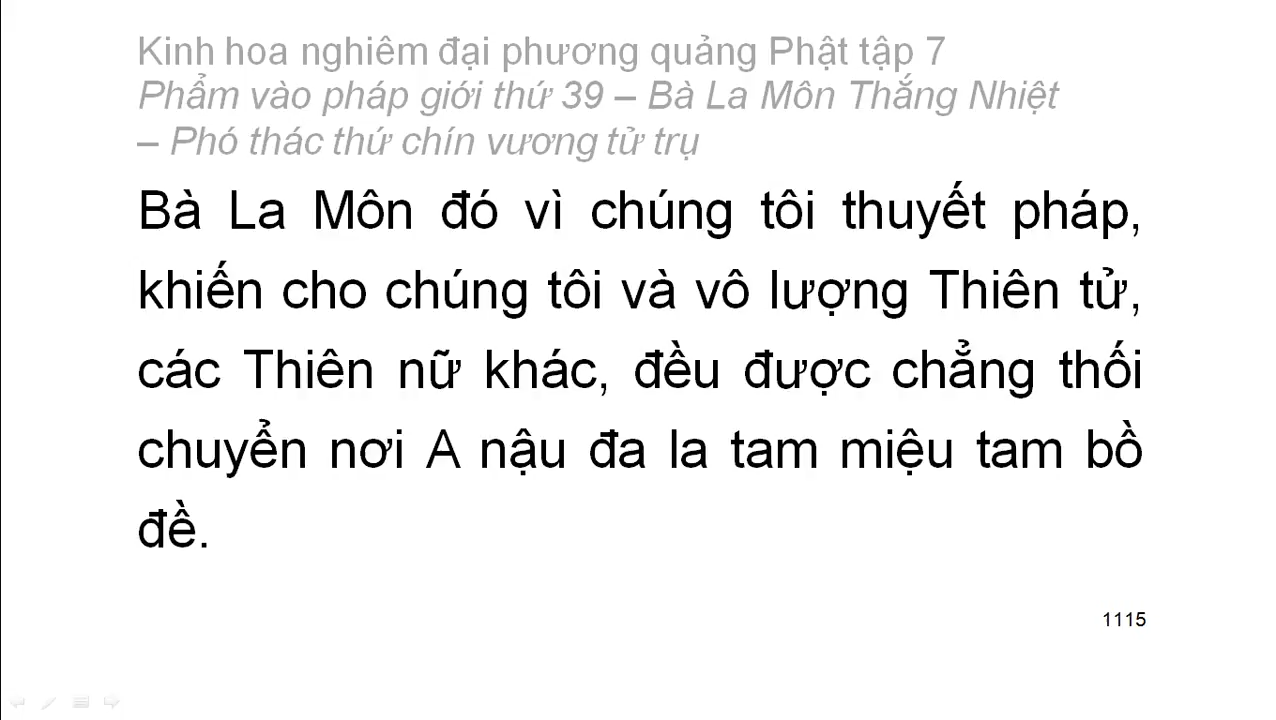 Kinh hoa nghiêm đại phương quảng Phật tập 7
Phẩm vào pháp giới thứ 39 – Bà La Môn Thắng Nhiệt
– Phó thác thứ chín vương tử trụ
Bà La Môn đó vì chúng tôi thuyết pháp,
khiến cho chúng tôi và vô lượng Thiên tử,
các Thiên nữ khác, đều được chẳng thối
chuyển nơi A nậu đa la tam miệu tam bồ
đề.
1115